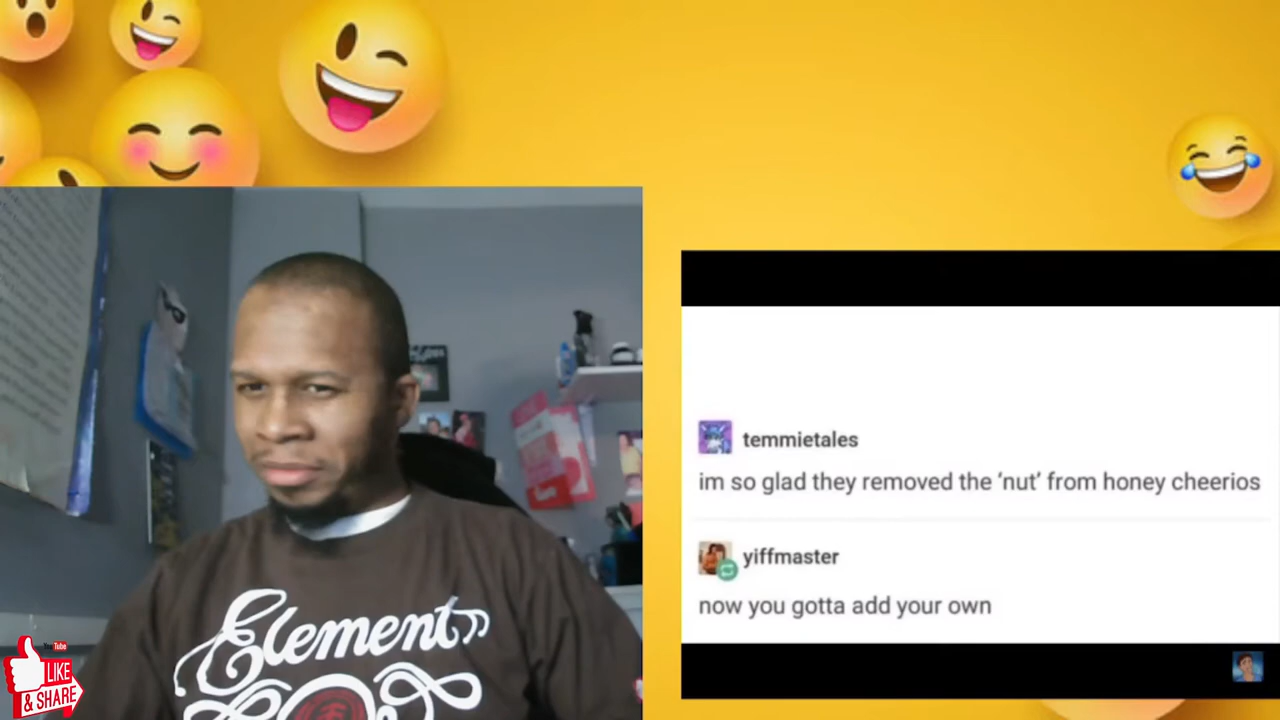 temmietales
im so glad they removed the ‘nut’ from honey cheerios
yiffmaster
now you gotta add your own
Element
YouTube
LIKE
& SHARE